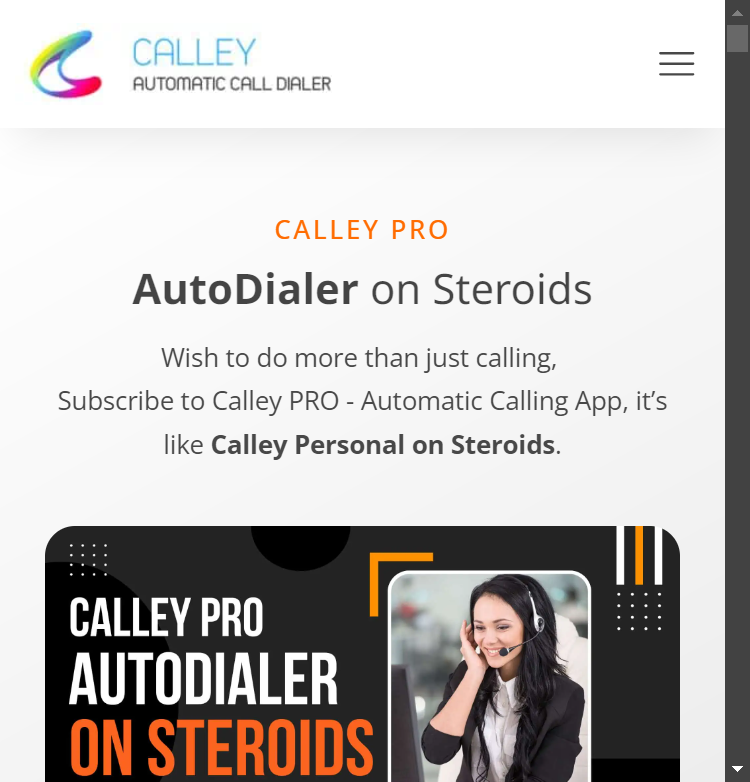 CALLEY
AUTOMATIC CALL DIALER
CALLEY PRO
AutoDialer on Steroids
Wish to do more than just calling,
Subscribe to Calley PRO - Automatic Calling App, it’s
like Calley Personal on Steroids.
CALLEY PRO
AUTODIALER
ON STEROIDS